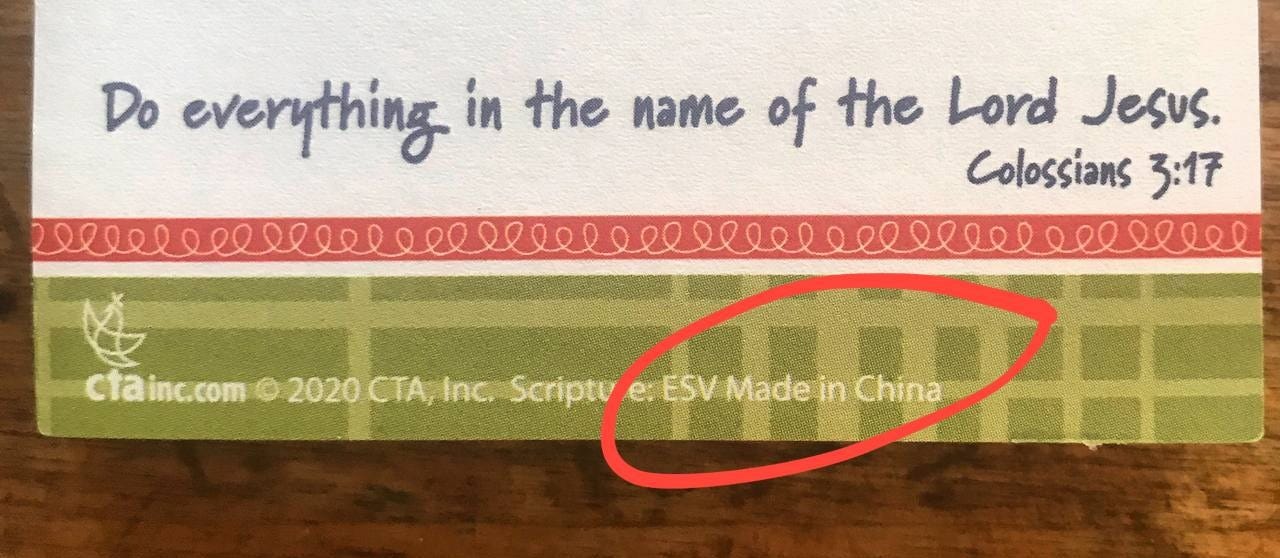 Do everything in the name of the Lord Jesus.
Colossians 3:17
ctainc.com © 2020 CTA, Inc. Scripture: ESV Made in China